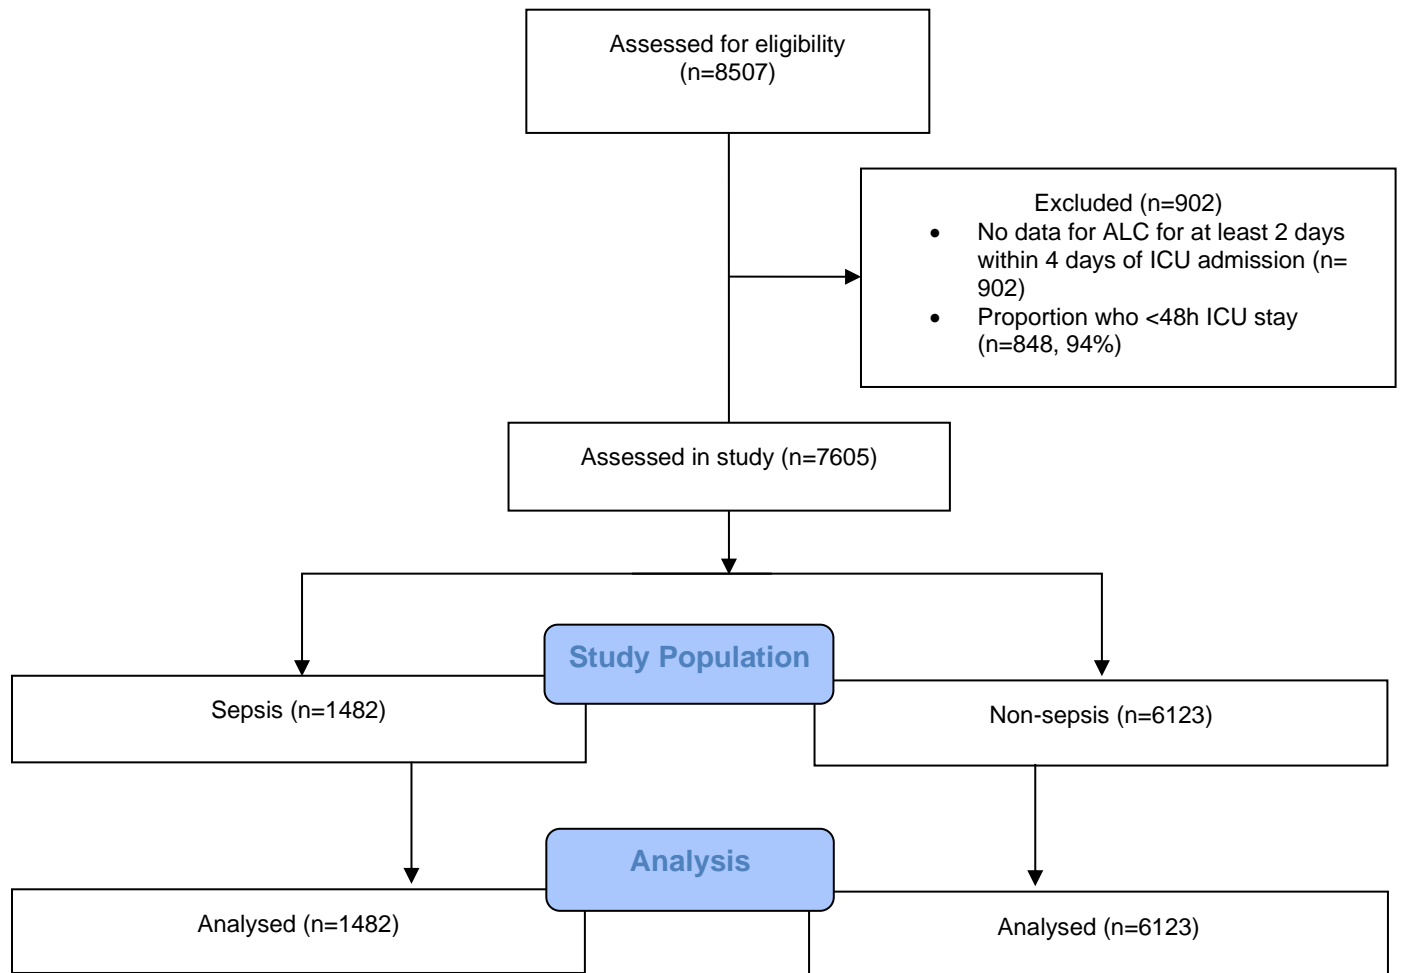 Assessed for eligibility
(n=8507)
Excluded (n=902)
• No data for ALC for at least 2 days
within 4 days of ICU admission (n=
902)
• Proportion who <48h ICU stay
(n=848, 94%)
Assessed in study (n=7605)
Study Population
Sepsis (n=1482)
Non-sepsis (n=6123)
Analysis
Analysed (n=1482)
Analysed (n=6123)